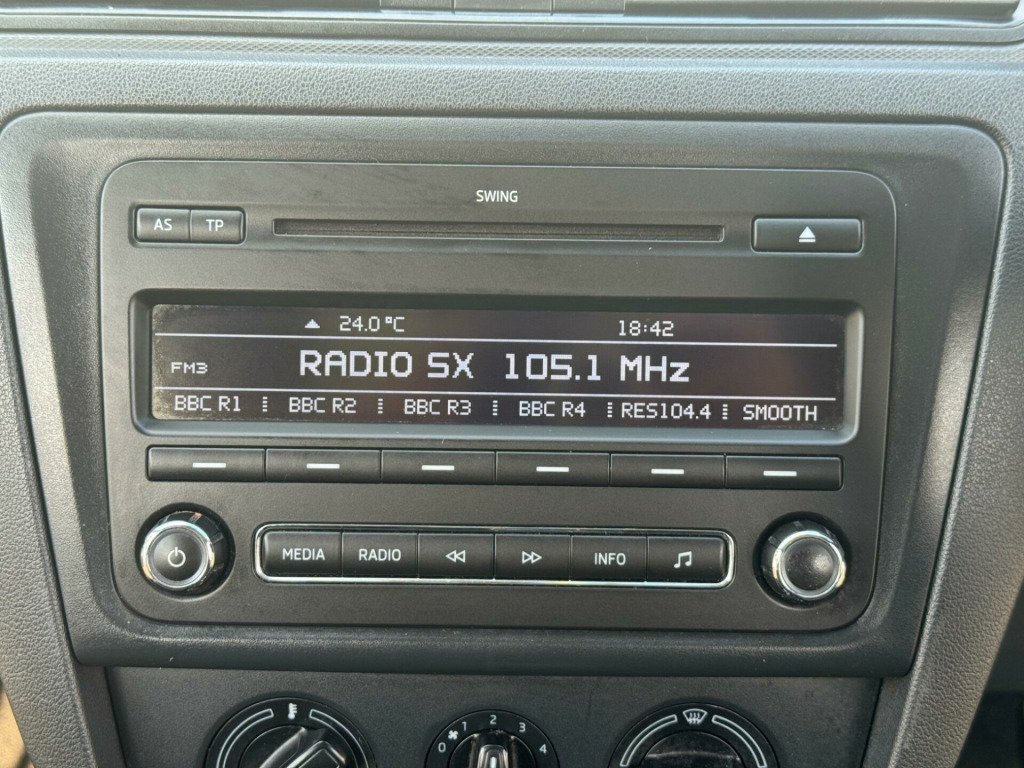 SWING
AS TP
24.0 °C 18:42
FM3 RADIO SX 105.1 MHz
BBC R1 BBC R2 BBC R3 BBC R4 RES104.4 SMOOTH
MEDIA RADIO INFO
0 1 2 3 4